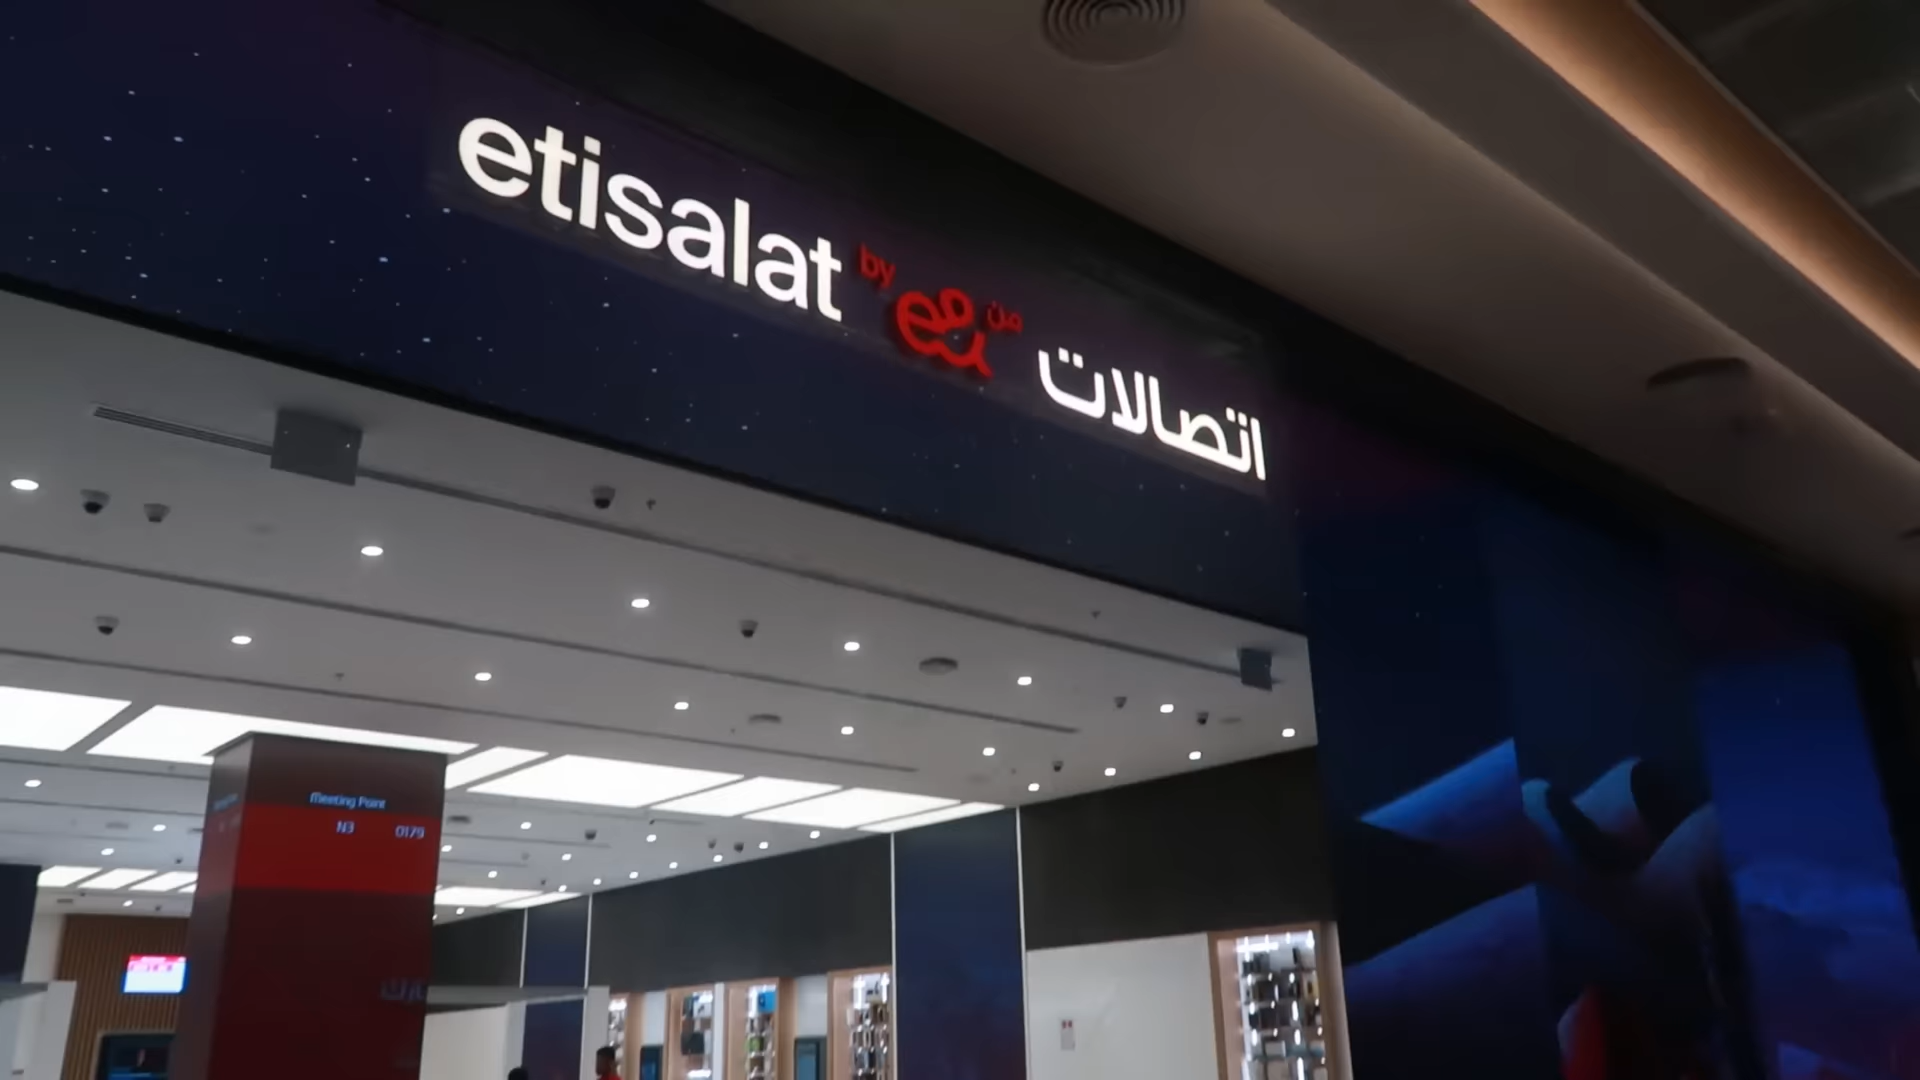 etisalat by e& من اتصالات
Meeting Point
N3 0179